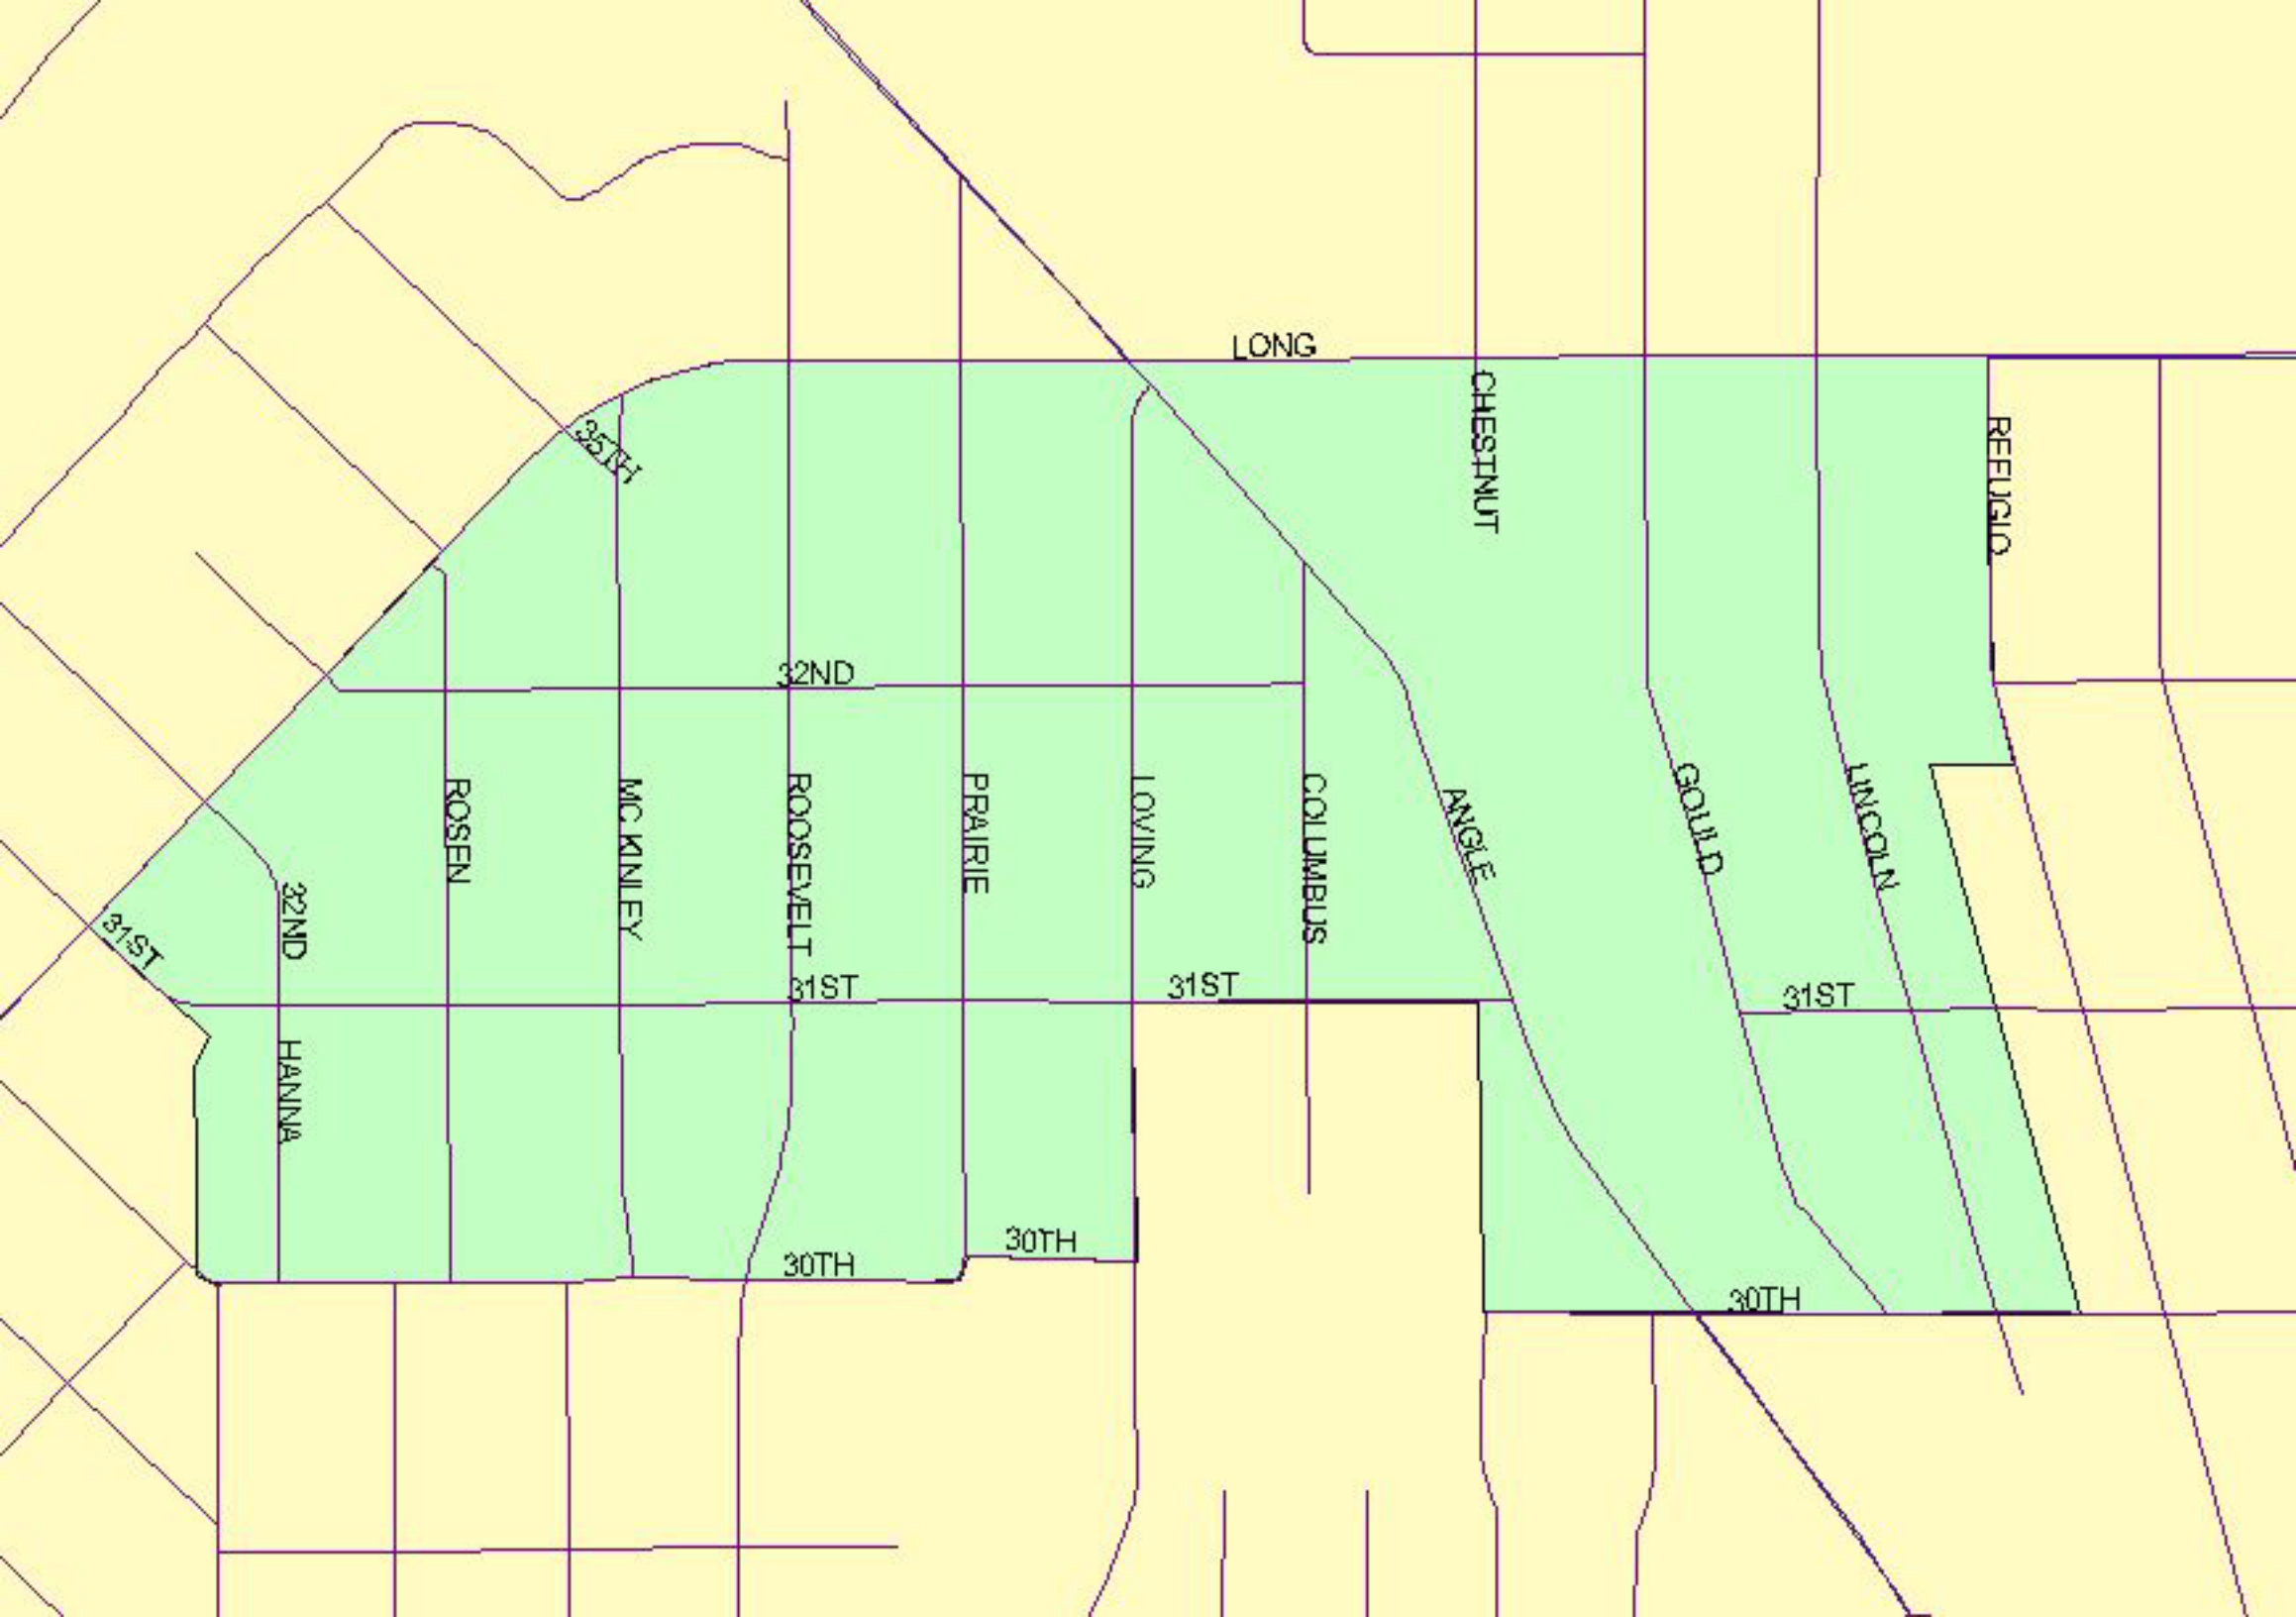 LONG
CHESTNUT
REFUGIO
35TH
32ND
ROSEN
MC KINLEY
ROOSEVELT
PRAIRIE
LOVING
COLUMBUS
ANGLE
GOULD
LINCOLN
32ND
31ST
31ST
31ST
31ST
HANNA
30TH
30TH
30TH